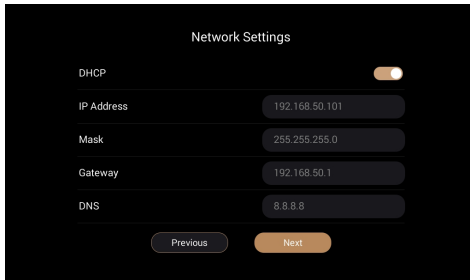 Network Settings
DHCP
IP Address 192.168.50.101
Mask 255.255.255.0
Gateway 192.168.50.1
DNS 8.8.8.8
Previous Next